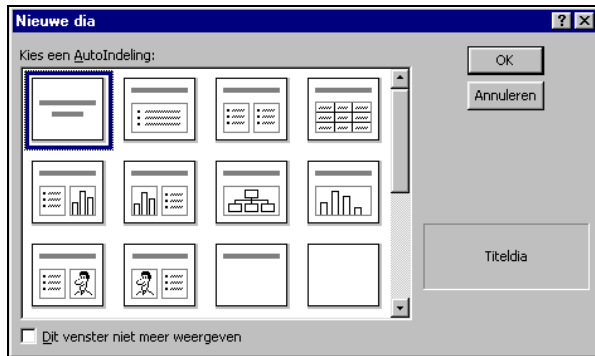 Nieuwe dia
Kies een AutoIndeling:
OK
Annuleren
Titeldia
Dit venster niet meer weergeven